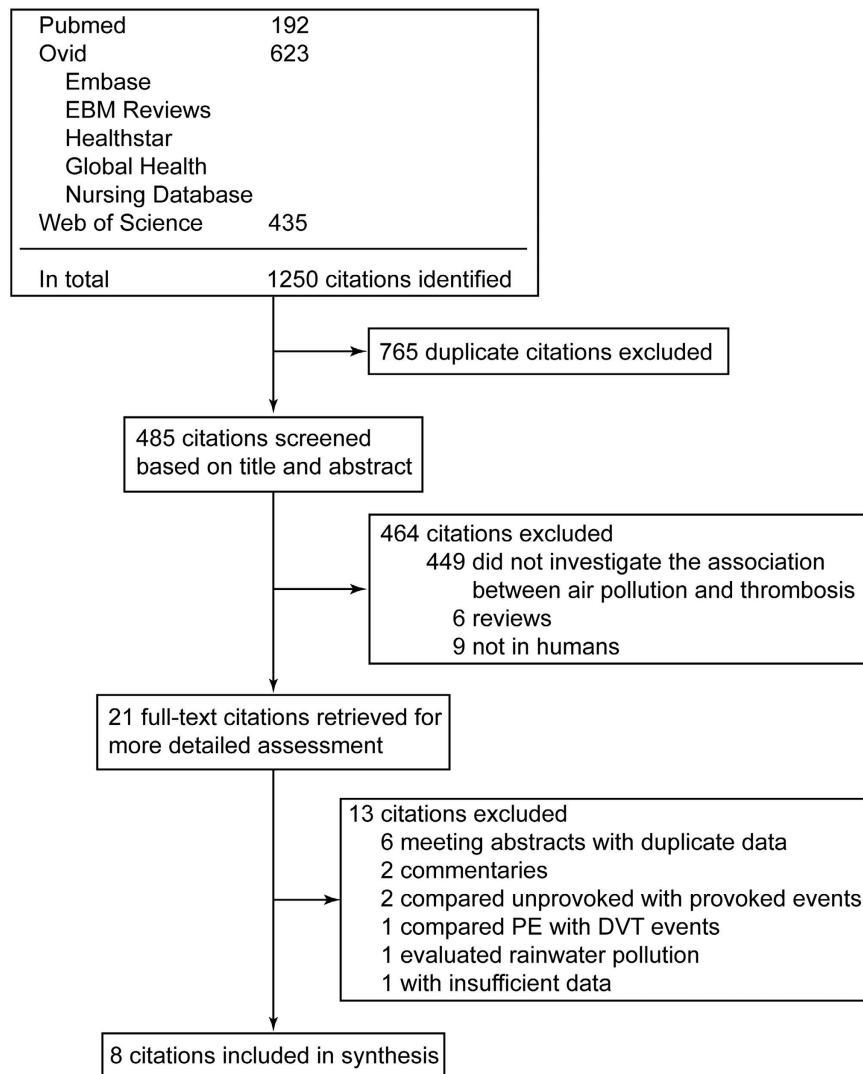 Pubmed 192
Ovid 623
Embase
EBM Reviews
Healthstar
Global Health
Nursing Database
Web of Science 435
In total 1250 citations identified
765 duplicate citations excluded
485 citations screened
based on title and abstract
464 citations excluded
449 did not investigate the association
between air pollution and thrombosis
6 reviews
9 not in humans
21 full-text citations retrieved for
more detailed assessment
13 citations excluded
6 meeting abstracts with duplicate data
2 commentaries
2 compared unprovoked with provoked events
1 compared PE with DVT events
1 evaluated rainwater pollution
1 with insufficient data
8 citations included in synthesis